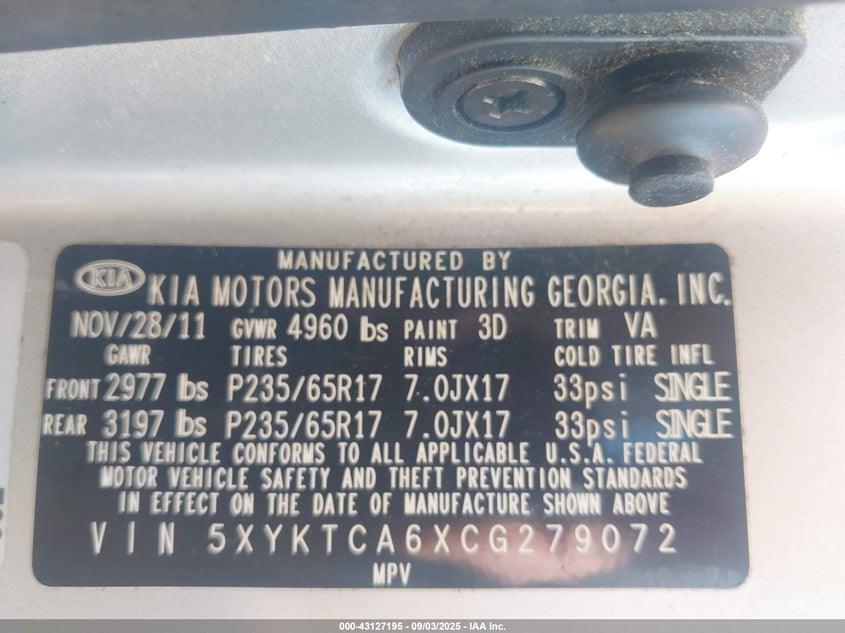 MANUFACTURED BY
KIA KIA MOTORS MANUFACTURING GEORGIA. INC.
NOV/28/11 GVWR 4960 lbs PAINT 3D TRIM VA
GAWR TIRES RIMS COLD TIRE INFL
FRONT 2977 lbs P235/65R17 7.0JX17 33psi SINGLE
REAR 3197 lbs P235/65R17 7.0JX17 33psi SINGLE
THIS VEHICLE CONFORMS TO ALL APPLICABLE U.S.A. FEDERAL
MOTOR VEHICLE SAFETY AND THEFT PREVENTION STANDARDS
IN EFFECT ON THE DATE OF MANUFACTURE SHOWN ABOVE
VIN 5XYKTCA6XCG279072
MPV
000-43127195 - 09/03/2025 - IAA Inc.